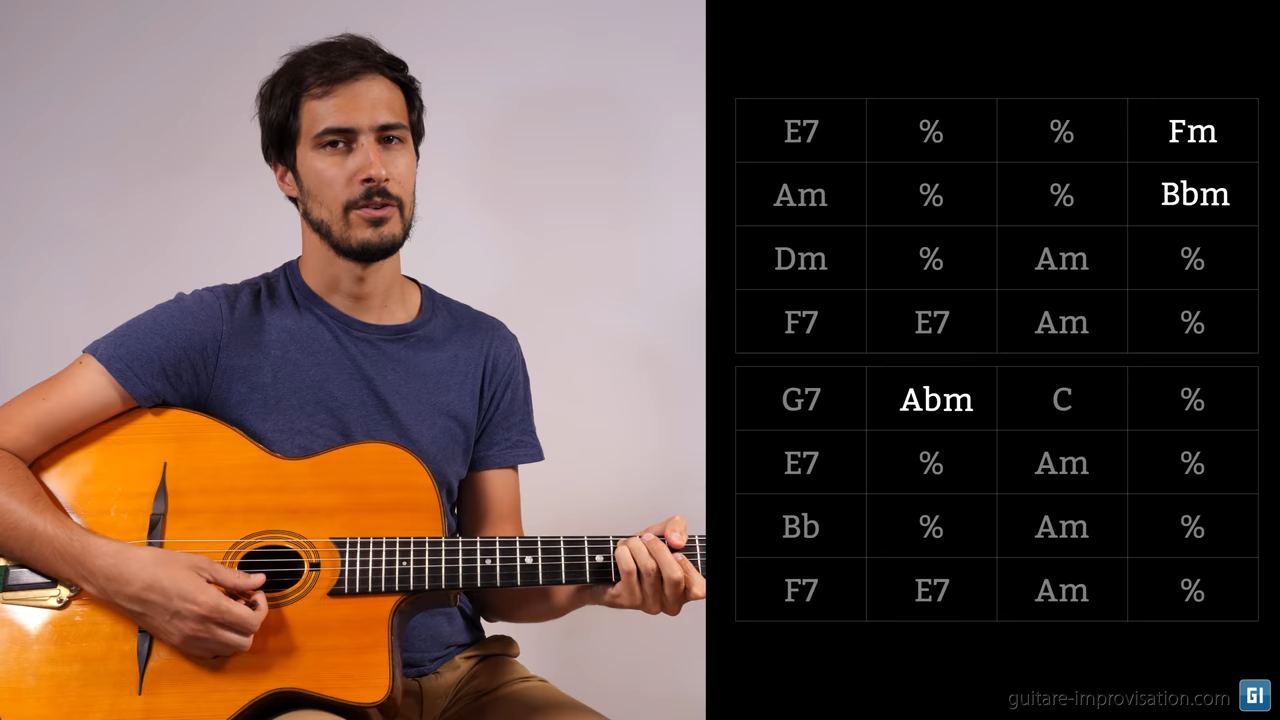 E7 % % Fm
Am % % Bbm
Dm % Am %
F7 E7 Am %
G7 Abm C %
E7 % Am %
Bb % Am %
F7 E7 Am %
guitare-improvisation.com GI